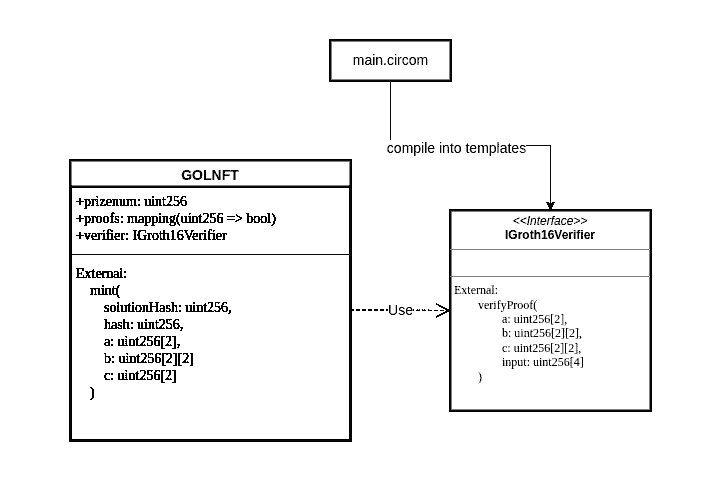 main.circom
compile into templates
GOLNFT
+prizenum: uint256
+proofs: mapping(uint256 => bool)
+verifier: IGroth16Verifier
External:
mint(
solutionHash: uint256,
hash: uint256,
a: uint256[2],
b: uint256[2][2]
c: uint256[2]
)
Use
<<Interface>>
IGroth16Verifier
External:
verifyProof(
a: uint256[2],
b: uint256[2][2],
c: uint256[2][2],
input: uint256[4]
)